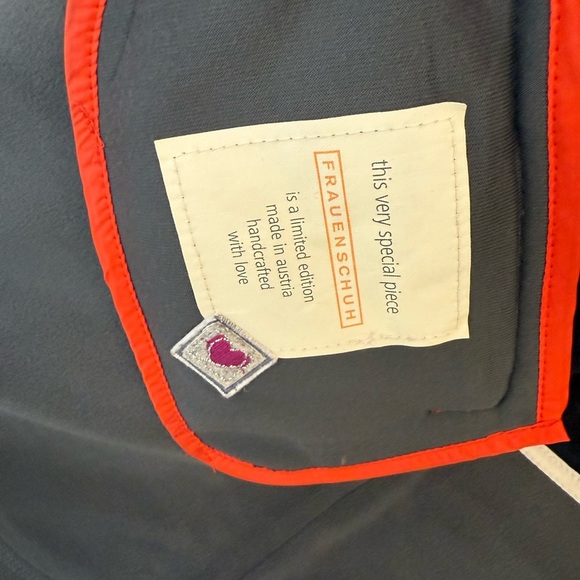 this very special piece
FRAUENSCHUH
is a limited edition
made in austria
handcrafted
with love